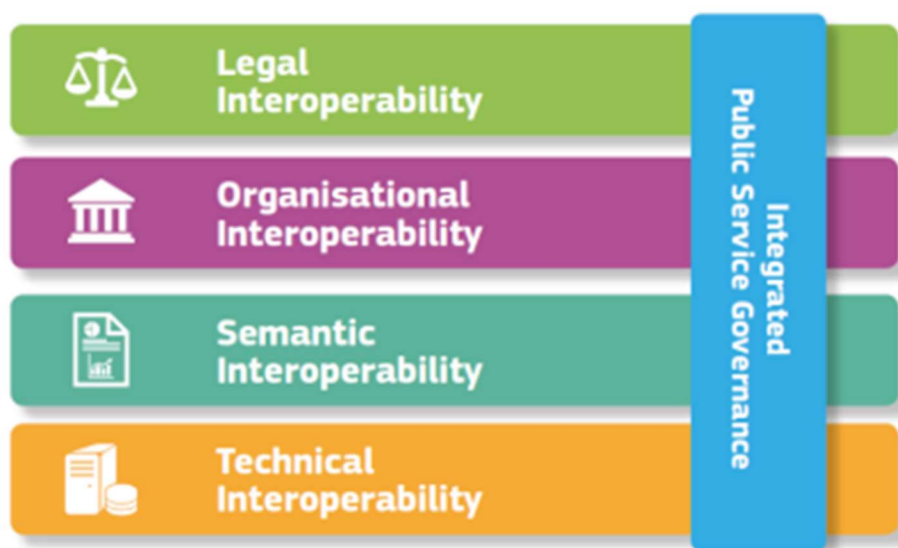 Legal
Interoperability
Organisational
Interoperability
Semantic
Interoperability
Technical
Interoperability
Integrated
Public Service Governance